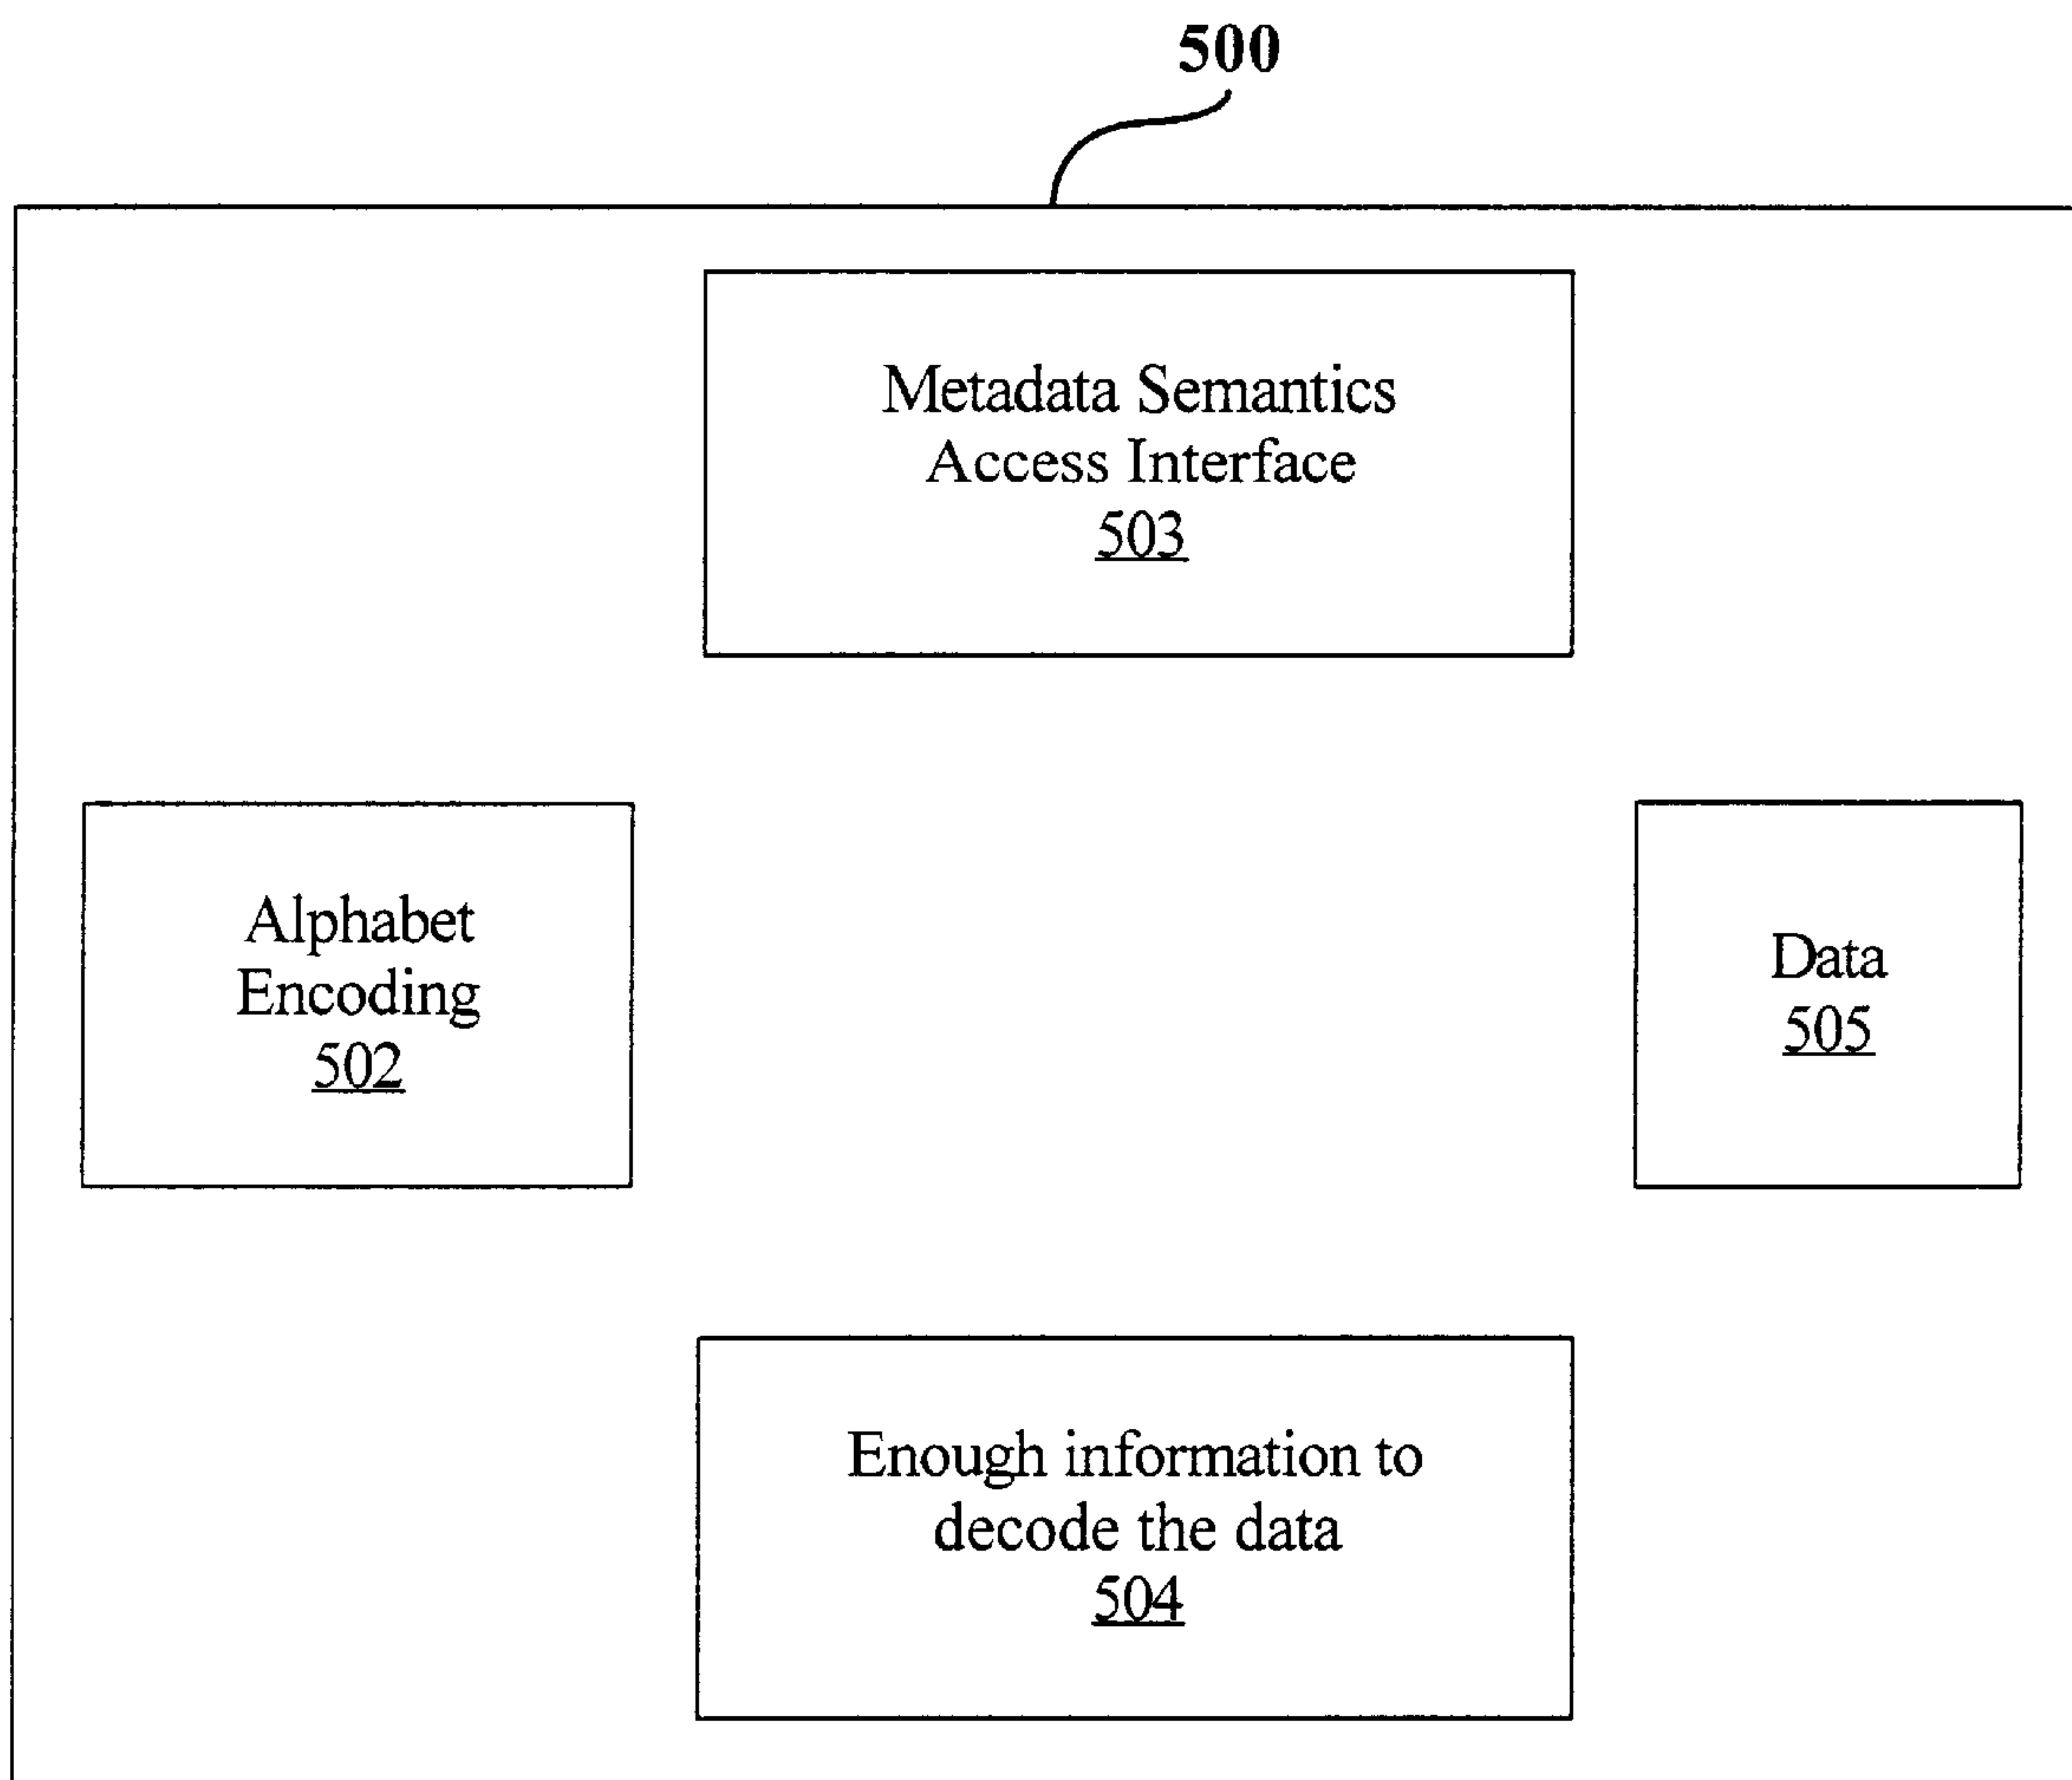 500
Metadata Semantics
Access Interface
503
Alphabet
Encoding
502
Data
505
Enough information to
decode the data
504